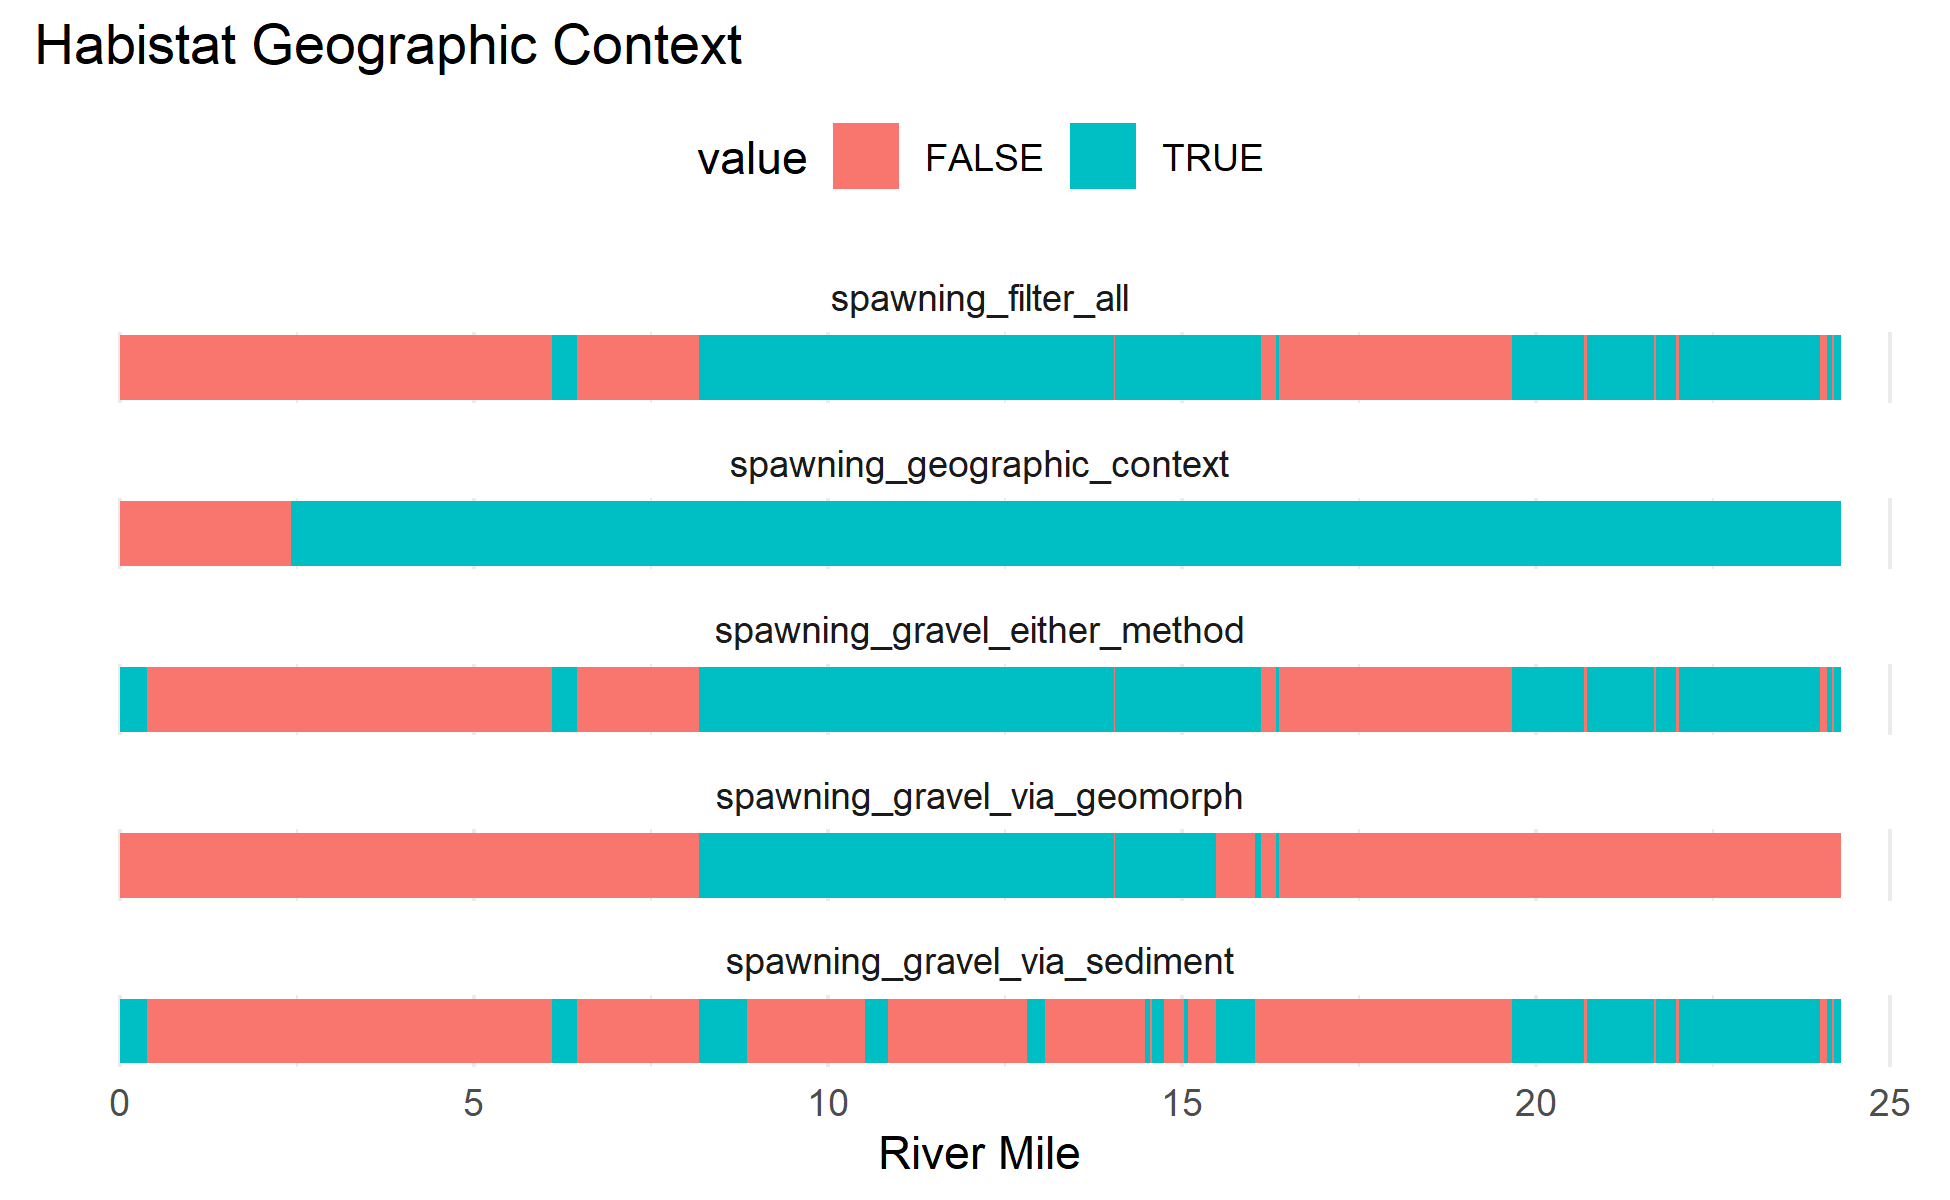 Habistat Geographic Context
value FALSE TRUE
spawning_filter_all
spawning_geographic_context
spawning_gravel_either_method
spawning_gravel_via_geomorph
spawning_gravel_via_sediment
0 5 10 15 20 25
River Mile